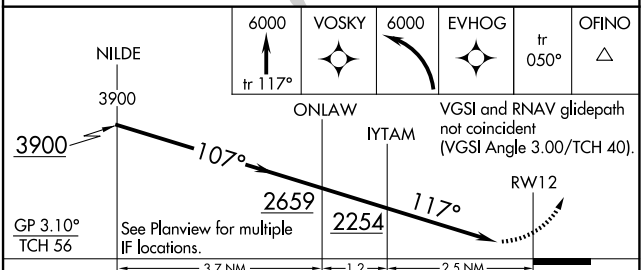 6000 VOSKY 6000 EVHOG tr 050° OFINO
tr 117°
NILDE
3900
ONLAW
IYTAM
VGSI and RNAV glidepath
not coincident
(VGSI Angle 3.00/TCH 40).
3900
107°
RW12
2659
2254
117°
GP 3.10°
TCH 56
See Planview for multiple
IF locations.
3.7 NM 1.2 2.5 NM